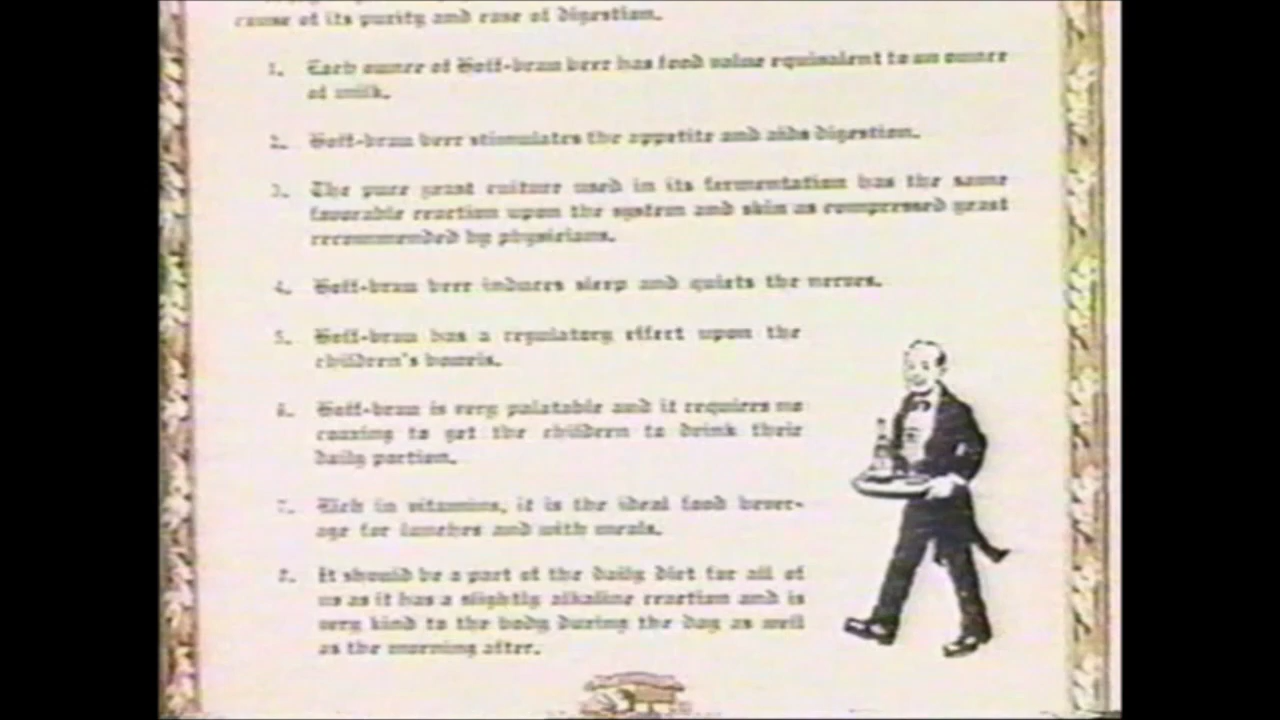 cause of its purity and ease of digestion.
1. Each ounce of Hoff-brau beer has food value equivalent to an ounce
of milk.
2. Hoff-brau beer stimulates the appetite and aids digestion.
3. The pure yeast culture used in its fermentation has the same
favorable reaction upon the system and skin as compressed yeast
recommended by physicians.
4. Hoff-brau beer induces sleep and quiets the nerves.
5. Hoff-brau has a regulatory effect upon the
children's bowels.
6. Hoff-brau is very palatable and it requires no
coaxing to get the children to drink their
daily portion.
7. Rich in vitamins, it is the ideal food bever-
age for lunches and with meals.
8. It should be a part of the daily diet for all of
us as it has a slightly alkaline reaction and is
very kind to the body during the day as well
as the morning after.